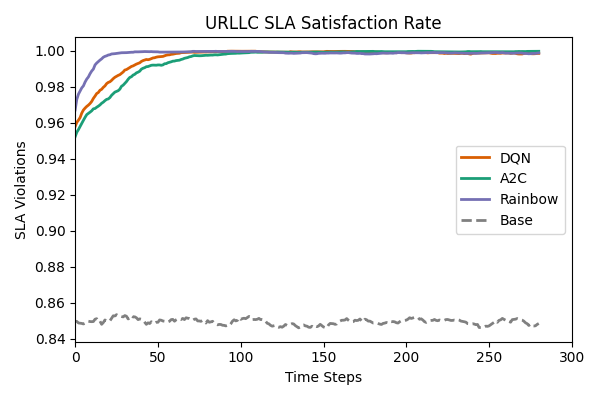 URLLC SLA Satisfaction Rate
SLA Violations
1.00
0.98
0.96
0.94
0.92
0.90
0.88
0.86
0.84
DQN
A2C
Rainbow
Base
0 50 100 150 200 250 300
Time Steps